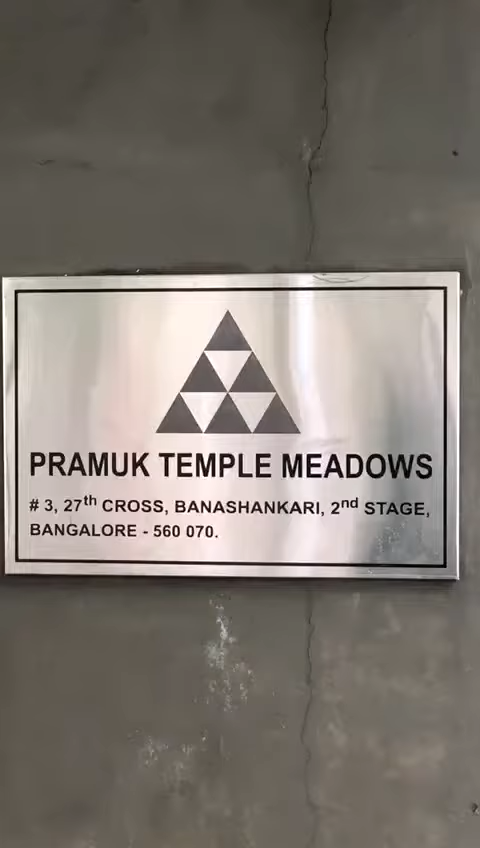 PRAMUK TEMPLE MEADOWS
# 3, 27th CROSS, BANASHANKARI, 2nd STAGE,
BANGALORE - 560 070.